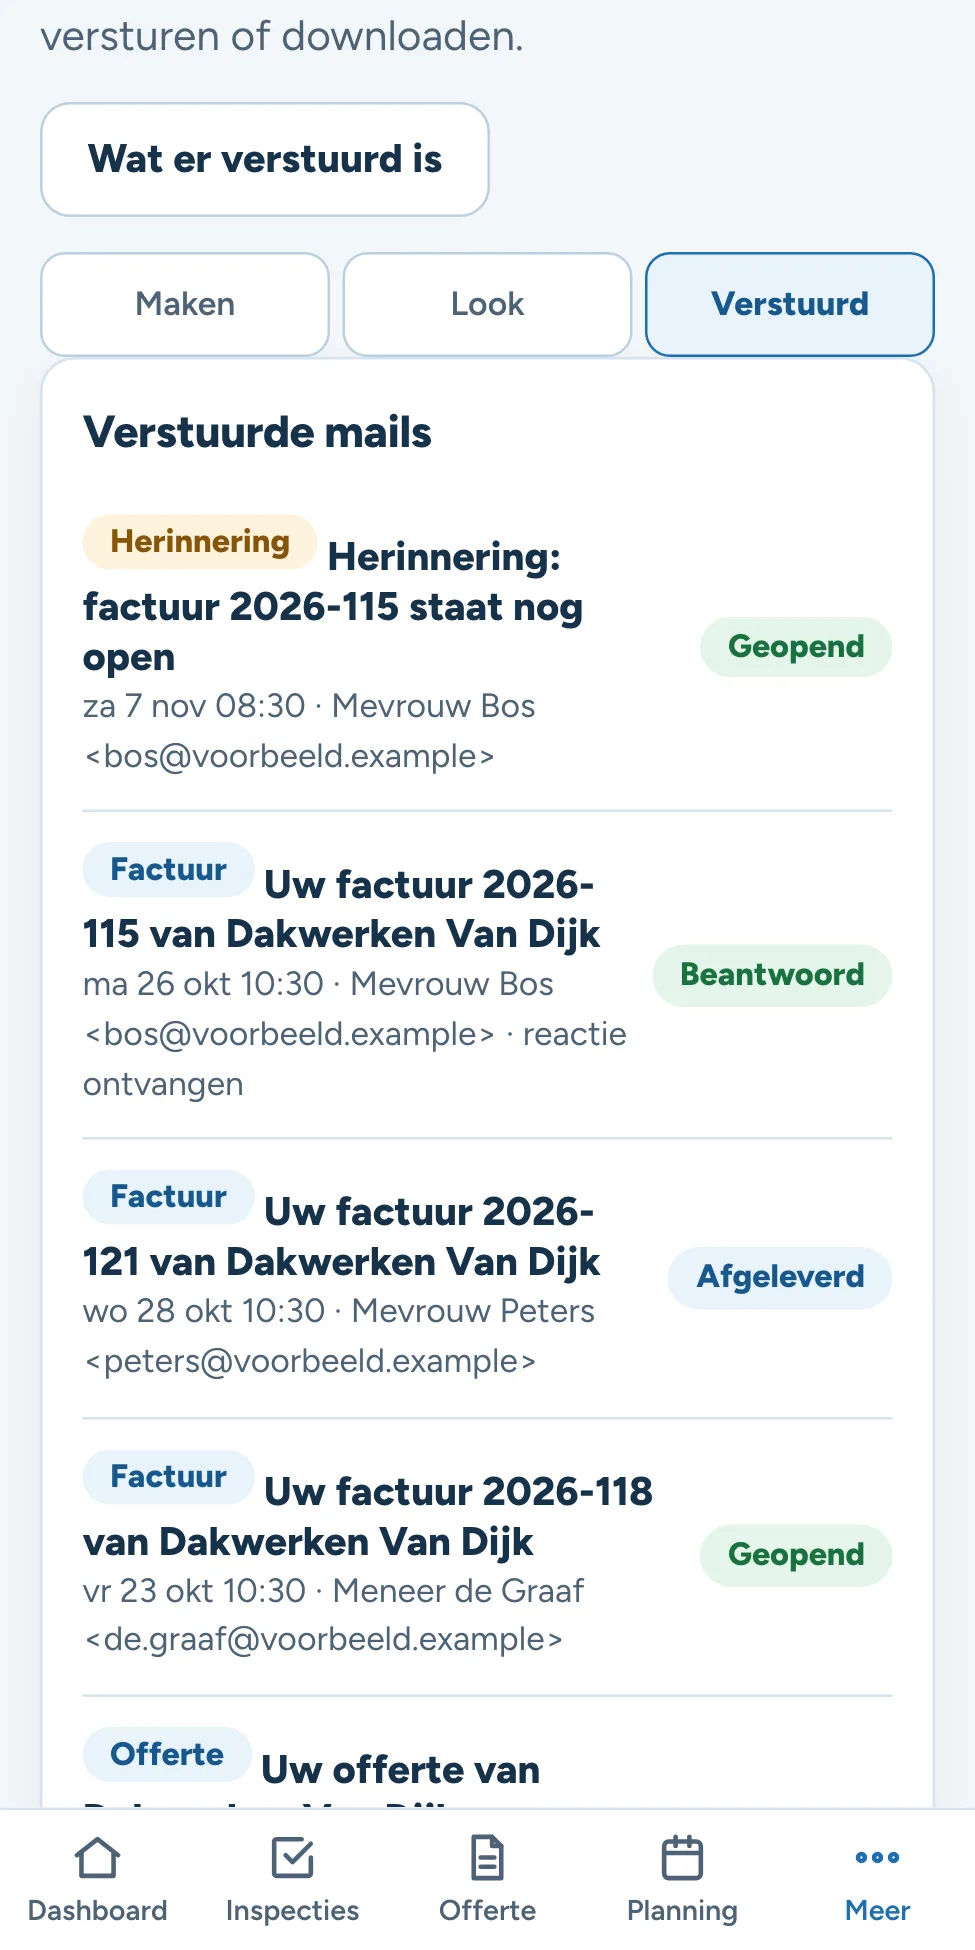 versturen of downloaden.
Wat er verstuurd is
Maken
Look
Verstuurd
Verstuurde mails
Herinnering Herinnering:
factuur 2026-115 staat nog
open
Geopend
za 7 nov 08:30 · Mevrouw Bos
<bos@voorbeeld.example>
Factuur Uw factuur 2026-
115 van Dakwerken Van Dijk
Beantwoord
ma 26 okt 10:30 · Mevrouw Bos
<bos@voorbeeld.example> · reactie
ontvangen
Factuur Uw factuur 2026-
121 van Dakwerken Van Dijk
Afgeleverd
wo 28 okt 10:30 · Mevrouw Peters
<peters@voorbeeld.example>
Factuur Uw factuur 2026-118
van Dakwerken Van Dijk
Geopend
vr 23 okt 10:30 · Meneer de Graaf
<de.graaf@voorbeeld.example>
Offerte Uw offerte van
Dashboard
Inspecties
Offerte
Planning
Meer